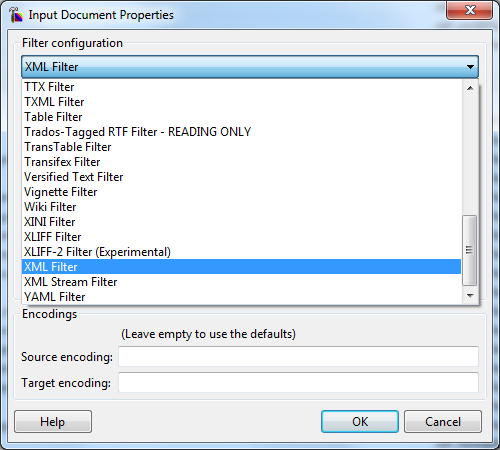 Input Document Properties
Filter configuration
XML Filter
TTX Filter
TXML Filter
Table Filter
Trados-Tagged RTF Filter - READING ONLY
TransTable Filter
Transifex Filter
Versified Text Filter
Vignette Filter
Wiki Filter
XINI Filter
XLIFF Filter
XLIFF-2 Filter (Experimental)
XML Filter
XML Stream Filter
YAML Filter
Encodings
(Leave empty to use the defaults)
Source encoding:
Target encoding:
Help OK Cancel